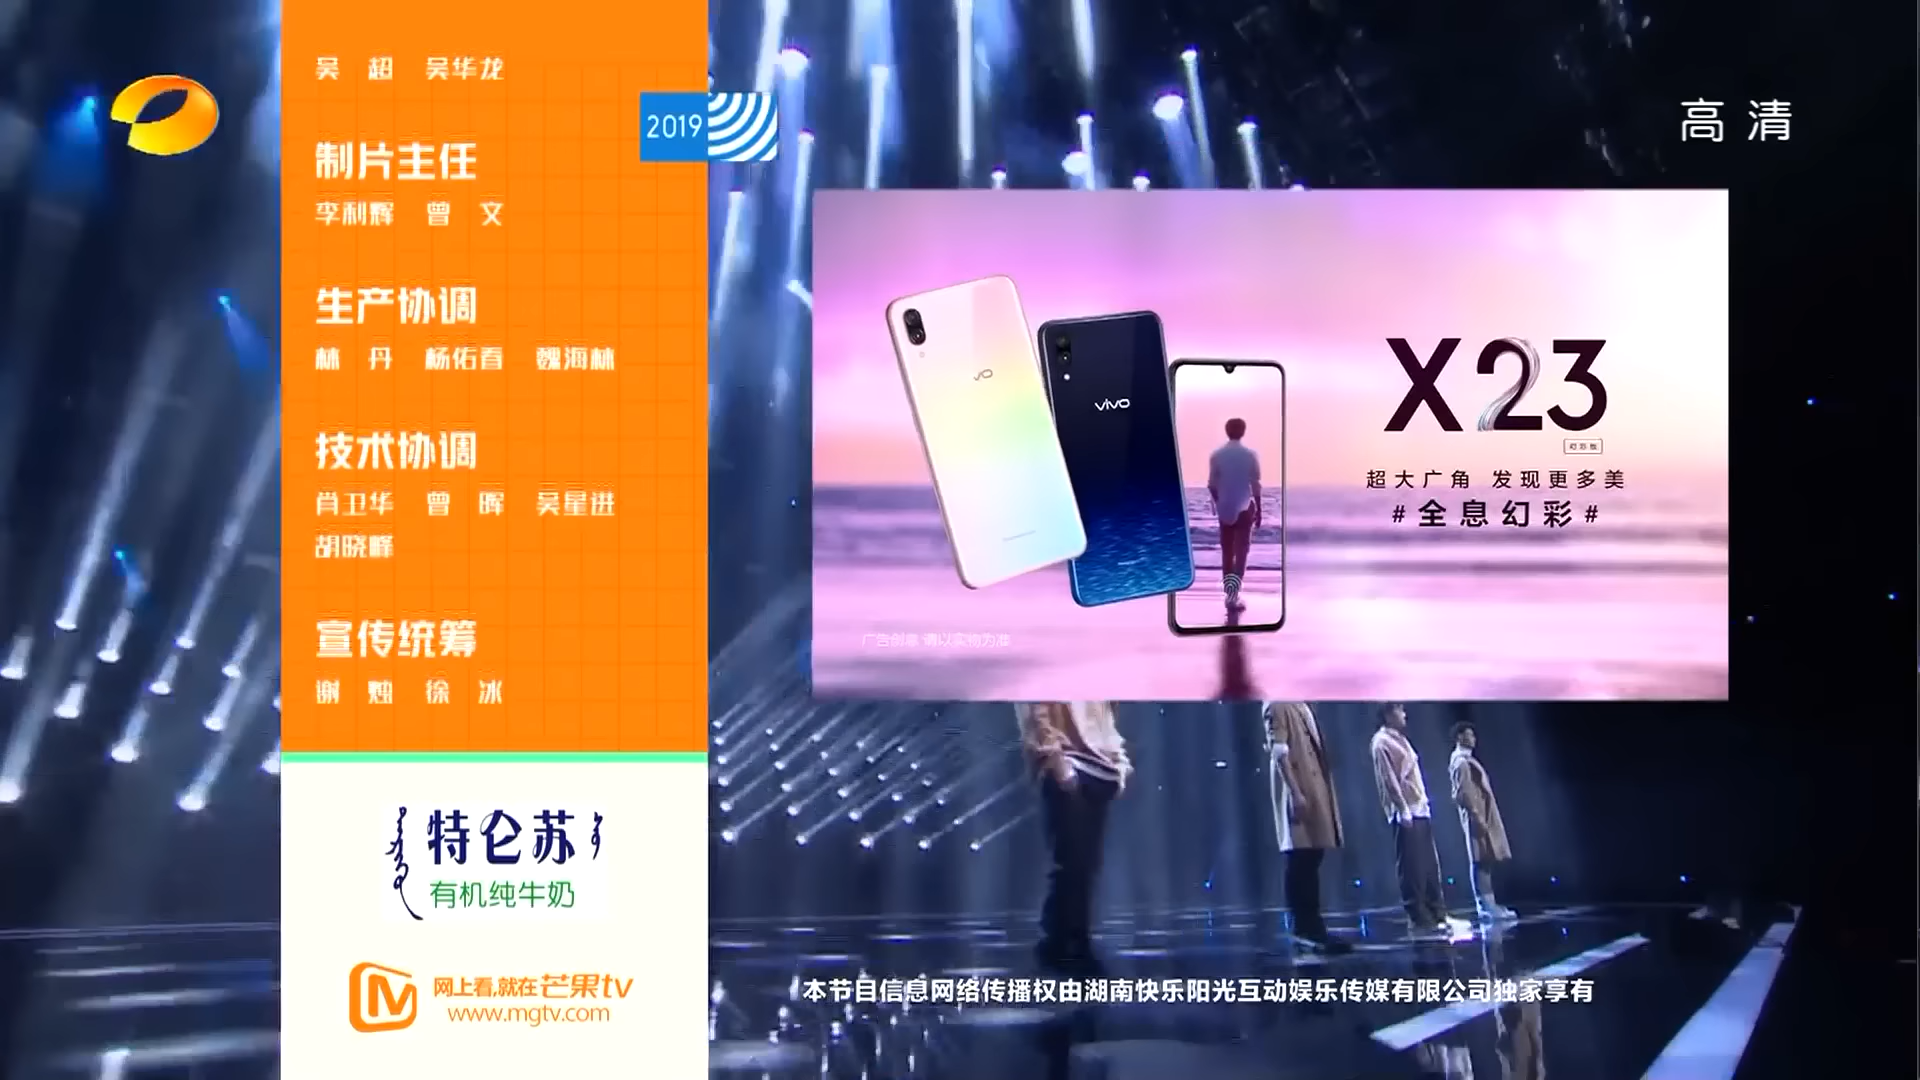 吴 超 吴华龙
制片主任
李利辉 曾 文
生产协调
林 丹 杨佑春 魏海林
技术协调
肖卫华 曾 晖 吴星进
胡晓峰
宣传统筹
谢 灿 徐 冰
特仑苏
有机纯牛奶
网上看,就在芒果tv
www.mgtv.com
2019
高清
vivo
X23
幻彩版
超大广角 发现更多美
#全息幻彩#
广告创意 请以实物为准
本节目信息网络传播权由湖南快乐阳光互动娱乐传媒有限公司独家享有